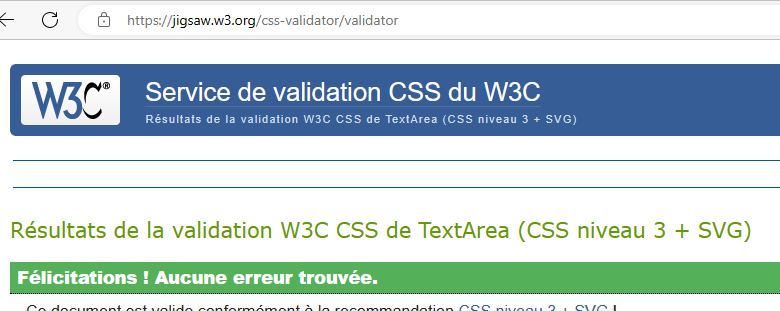 https://jigsaw.w3.org/css-validator/validator
W3C®
Service de validation CSS du W3C
Résultats de la validation W3C CSS de TextArea (CSS niveau 3 + SVG)
Résultats de la validation W3C CSS de TextArea (CSS niveau 3 + SVG)
Félicitations ! Aucune erreur trouvée.
Ce document est valide conformément à la recommandation CSS niveau 3 + SVG !